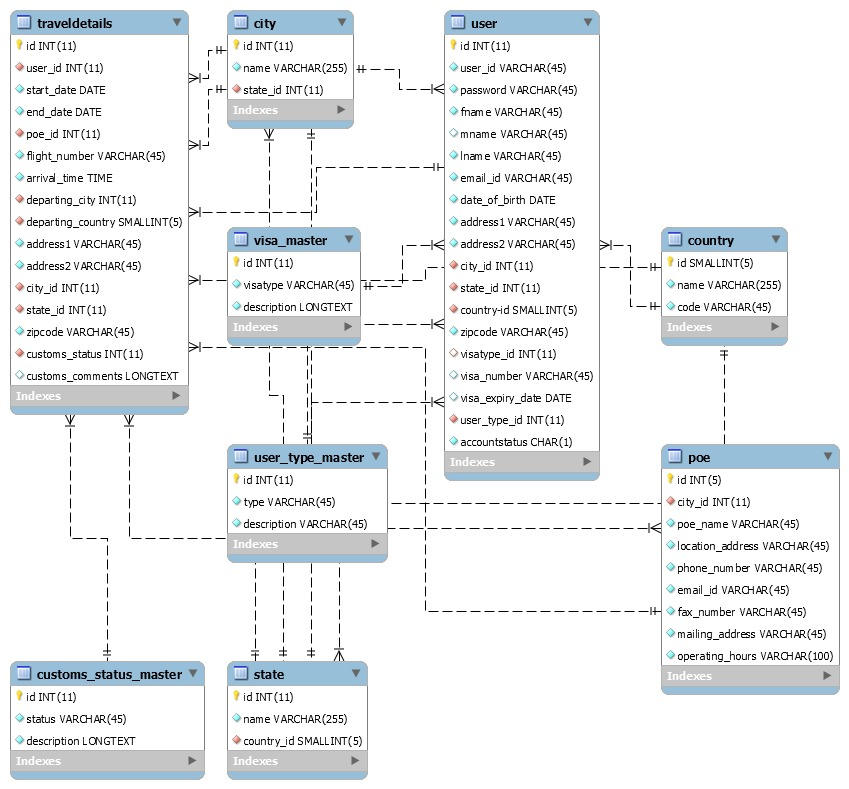 traveldetails
id INT(11)
user_id INT(11)
start_date DATE
end_date DATE
poe_id INT(11)
flight_number VARCHAR(45)
arrival_time TIME
departing_city INT(11)
departing_country SMALLINT(5)
address1 VARCHAR(45)
address2 VARCHAR(45)
city_id INT(11)
state_id INT(11)
zipcode VARCHAR(45)
customs_status INT(11)
customs_comments LONGTEXT
Indexes
city
id INT(11)
name VARCHAR(255)
state_id INT(11)
Indexes
user
id INT(11)
user_id VARCHAR(45)
password VARCHAR(45)
fname VARCHAR(45)
mname VARCHAR(45)
lname VARCHAR(45)
email_id VARCHAR(45)
date_of_birth DATE
address1 VARCHAR(45)
address2 VARCHAR(45)
city_id INT(11)
state_id INT(11)
country-id SMALLINT(5)
zipcode VARCHAR(45)
visatype_id INT(11)
visa_number VARCHAR(45)
visa_expiry_date DATE
user_type_id INT(11)
accountstatus CHAR(1)
Indexes
visa_master
id INT(11)
visatype VARCHAR(45)
description LONGTEXT
Indexes
country
id SMALLINT(5)
name VARCHAR(255)
code VARCHAR(45)
Indexes
user_type_master
id INT(11)
type VARCHAR(45)
description VARCHAR(45)
Indexes
poe
id INT(5)
city_id INT(11)
poe_name VARCHAR(45)
location_address VARCHAR(45)
phone_number VARCHAR(45)
email_id VARCHAR(45)
fax_number VARCHAR(45)
mailing_address VARCHAR(45)
operating_hours VARCHAR(100)
Indexes
customs_status_master
id INT(11)
status VARCHAR(45)
description LONGTEXT
Indexes
state
id INT(11)
name VARCHAR(255)
country_id SMALLINT(5)
Indexes